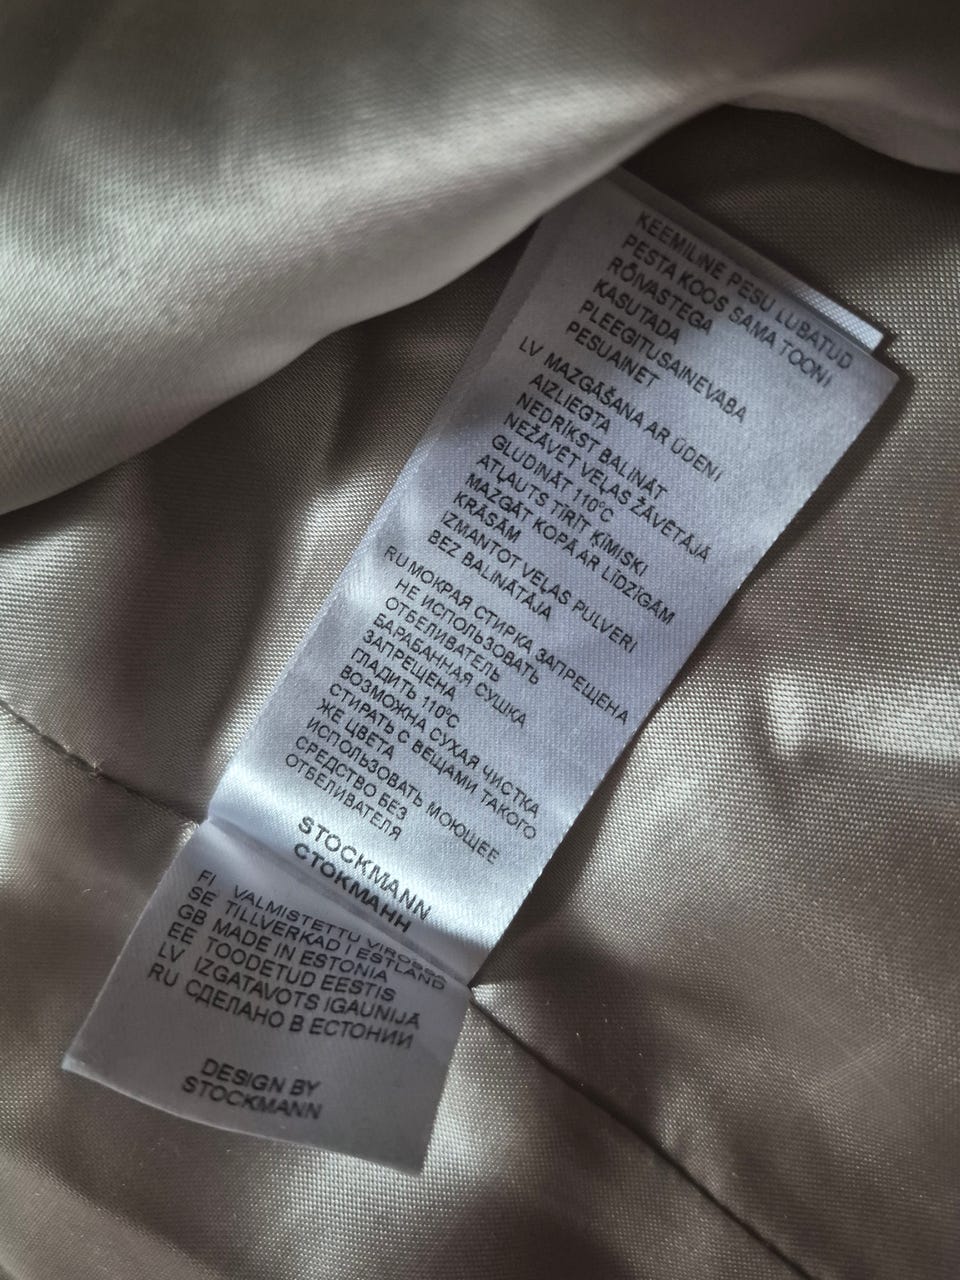 KEEMILINE PESU LUBATUD
PESTA KOOS SAMA TOONI
RÕIVASTEGA
KASUTADA
PLEEGITUSAINEVABA
PESUAINET
LV MAZGĀŠANA AR ŪDENI
AIZLIEGTA
NEDRĪKST BALINĀT
NEŽĀVĒT VEĻAS ŽĀVĒTĀJĀ
GLUDINĀT 110°C
ATĻAUTS TĪRĪT ĶĪMISKI
MAZGĀT KOPĀ AR LĪDZĪGĀM
KRĀSĀM
IZMANTOT VEĻAS PULVERI
BEZ BALINĀTĀJA
RU МОКРАЯ СТИРКА ЗАПРЕЩЕНА
НЕ ИСПОЛЬЗОВАТЬ
ОТБЕЛИВАТЕЛЬ
БАРАБАННАЯ СУШКА
ЗАПРЕЩЕНА
ГЛАДИТЬ 110°C
ВОЗМОЖНА СУХАЯ ЧИСТКА
СТИРАТЬ С ВЕЩАМИ ТАКОГО
ЖЕ ЦВЕТА
ИСПОЛЬЗОВАТЬ МОЮЩЕЕ
СРЕДСТВО БЕЗ
ОТБЕЛИВАТЕЛЯ
STOCKMANN
СТОКМАНН
FI VALMISTETTU VIROSSA
SE TILLVERKAD I ESTLAND
GB MADE IN ESTONIA
EE TOODETUD EESTIS
LV IZGATAVOTS IGAUNIJĀ
RU СДЕЛАНО В ЕСТОНИИ
DESIGN BY
STOCKMANN